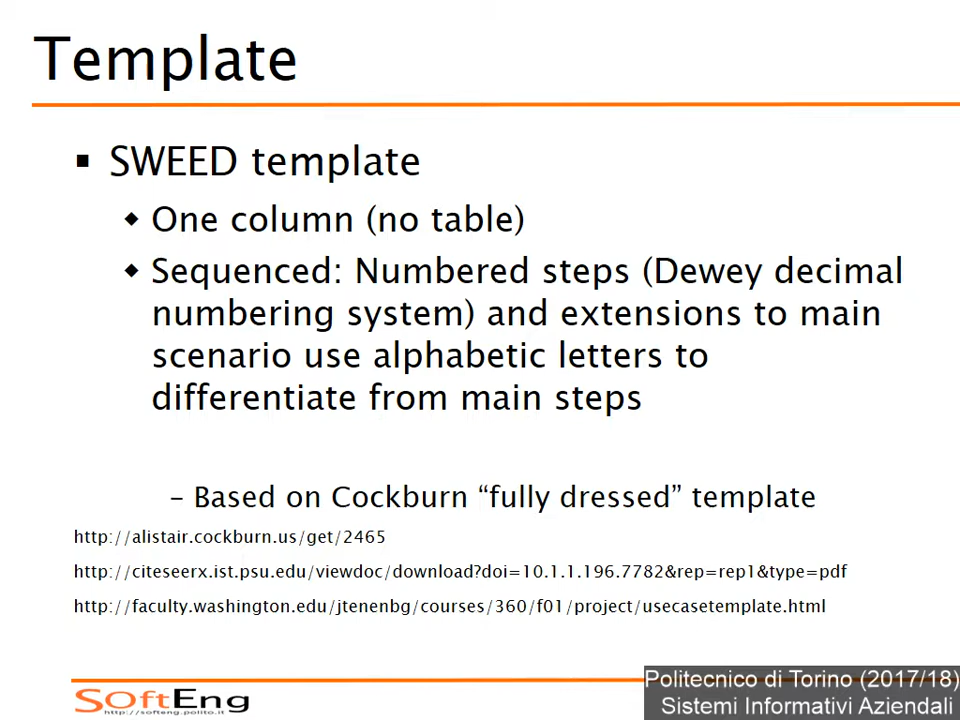 Template
▪ SWEED template
◆ One column (no table)
◆ Sequenced: Numbered steps (Dewey decimal
numbering system) and extensions to main
scenario use alphabetic letters to
differentiate from main steps
– Based on Cockburn “fully dressed” template
http://alistair.cockburn.us/get/2465
http://citeseerx.ist.psu.edu/viewdoc/download?doi=10.1.1.196.7782&rep=rep1&type=pdf
http://faculty.washington.edu/jtenenbg/courses/360/f01/project/usecasetemplate.html
SOftEng
http://softeng.polito.it
Politecnico di Torino (2017/18)
Sistemi Informativi Aziendali